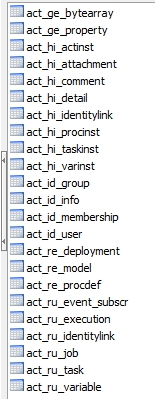 act_ge_bytearray
act_ge_property
act_hi_actinst
act_hi_attachment
act_hi_comment
act_hi_detail
act_hi_identitylink
act_hi_procinst
act_hi_taskinst
act_hi_varinst
act_id_group
act_id_info
act_id_membership
act_id_user
act_re_deployment
act_re_model
act_re_procdef
act_ru_event_subscr
act_ru_execution
act_ru_identitylink
act_ru_job
act_ru_task
act_ru_variable